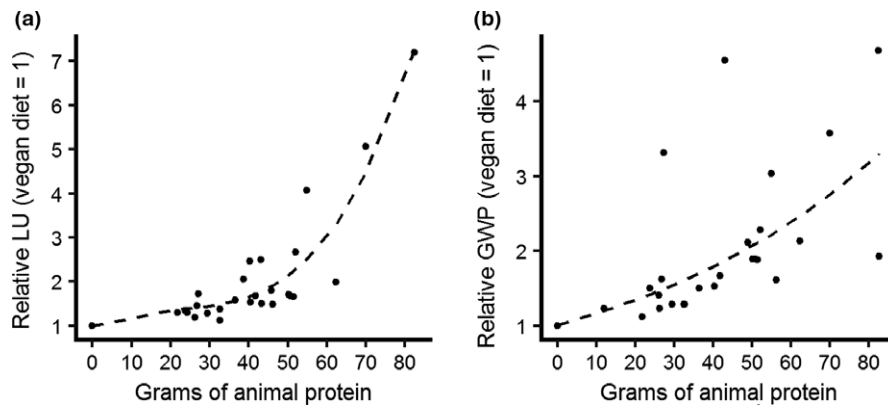 (a)
Relative LU (vegan diet = 1)
7
6
5
4
3
2
1
0 10 20 30 40 50 60 70 80
Grams of animal protein
(b)
Relative GWP (vegan diet = 1)
4
3
2
1
0 10 20 30 40 50 60 70 80
Grams of animal protein